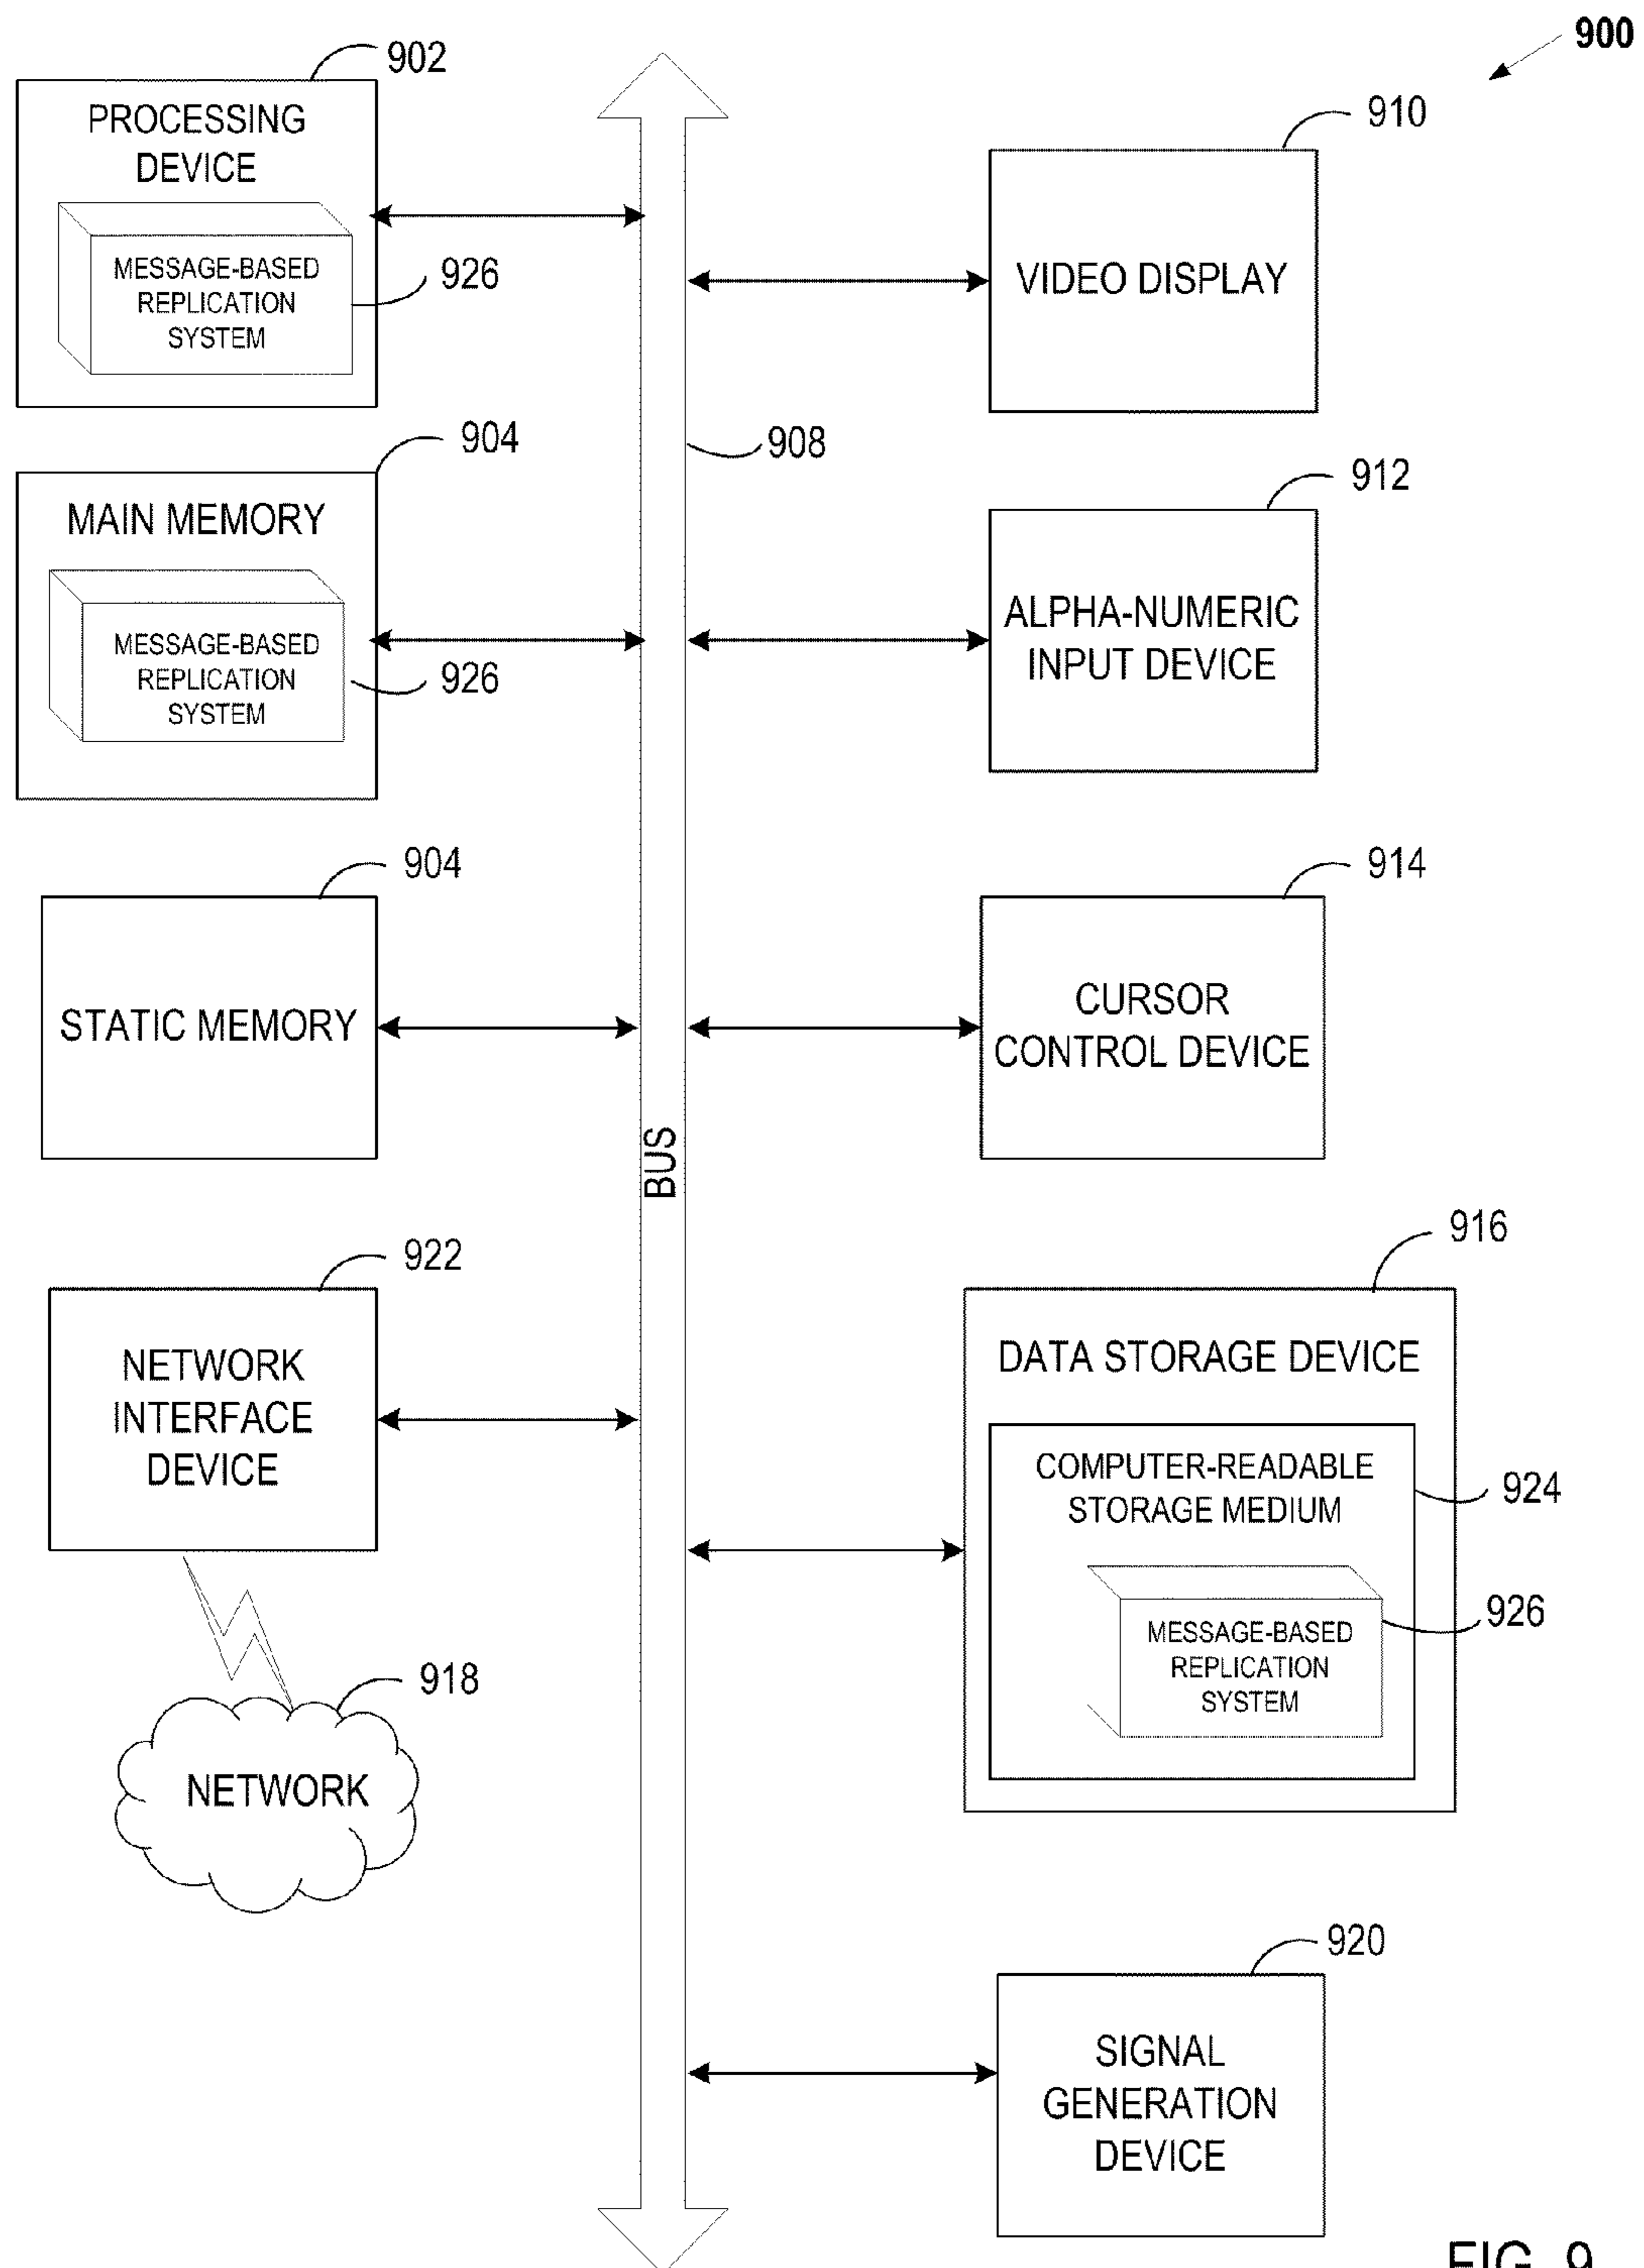 900
902
PROCESSING
DEVICE
MESSAGE-BASED
REPLICATION
SYSTEM
926
904
MAIN MEMORY
MESSAGE-BASED
REPLICATION
SYSTEM
926
904
STATIC MEMORY
922
NETWORK
INTERFACE
DEVICE
918
NETWORK
908
BUS
910
VIDEO DISPLAY
912
ALPHA-NUMERIC
INPUT DEVICE
914
CURSOR
CONTROL DEVICE
916
DATA STORAGE DEVICE
COMPUTER-READABLE
STORAGE MEDIUM
924
MESSAGE-BASED
REPLICATION
SYSTEM
926
920
SIGNAL
GENERATION
DEVICE
FIG. 9